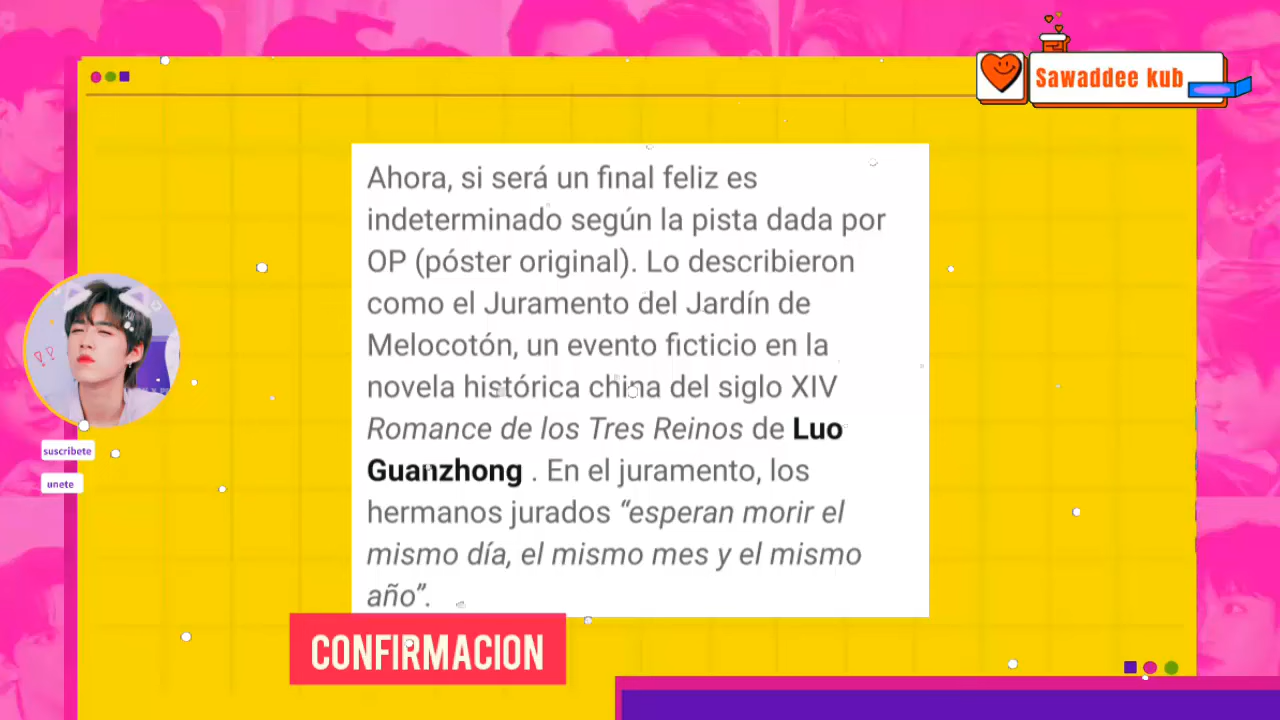 Sawaddee kub
Ahora, si será un final feliz es
indeterminado según la pista dada por
OP (póster original). Lo describieron
como el Juramento del Jardín de
Melocotón, un evento ficticio en la
novela histórica china del siglo XIV
Romance de los Tres Reinos de Luo
Guanzhong . En el juramento, los
hermanos jurados “esperan morir el
mismo día, el mismo mes y el mismo
año”.
suscribete
unete
CONFIRMACION